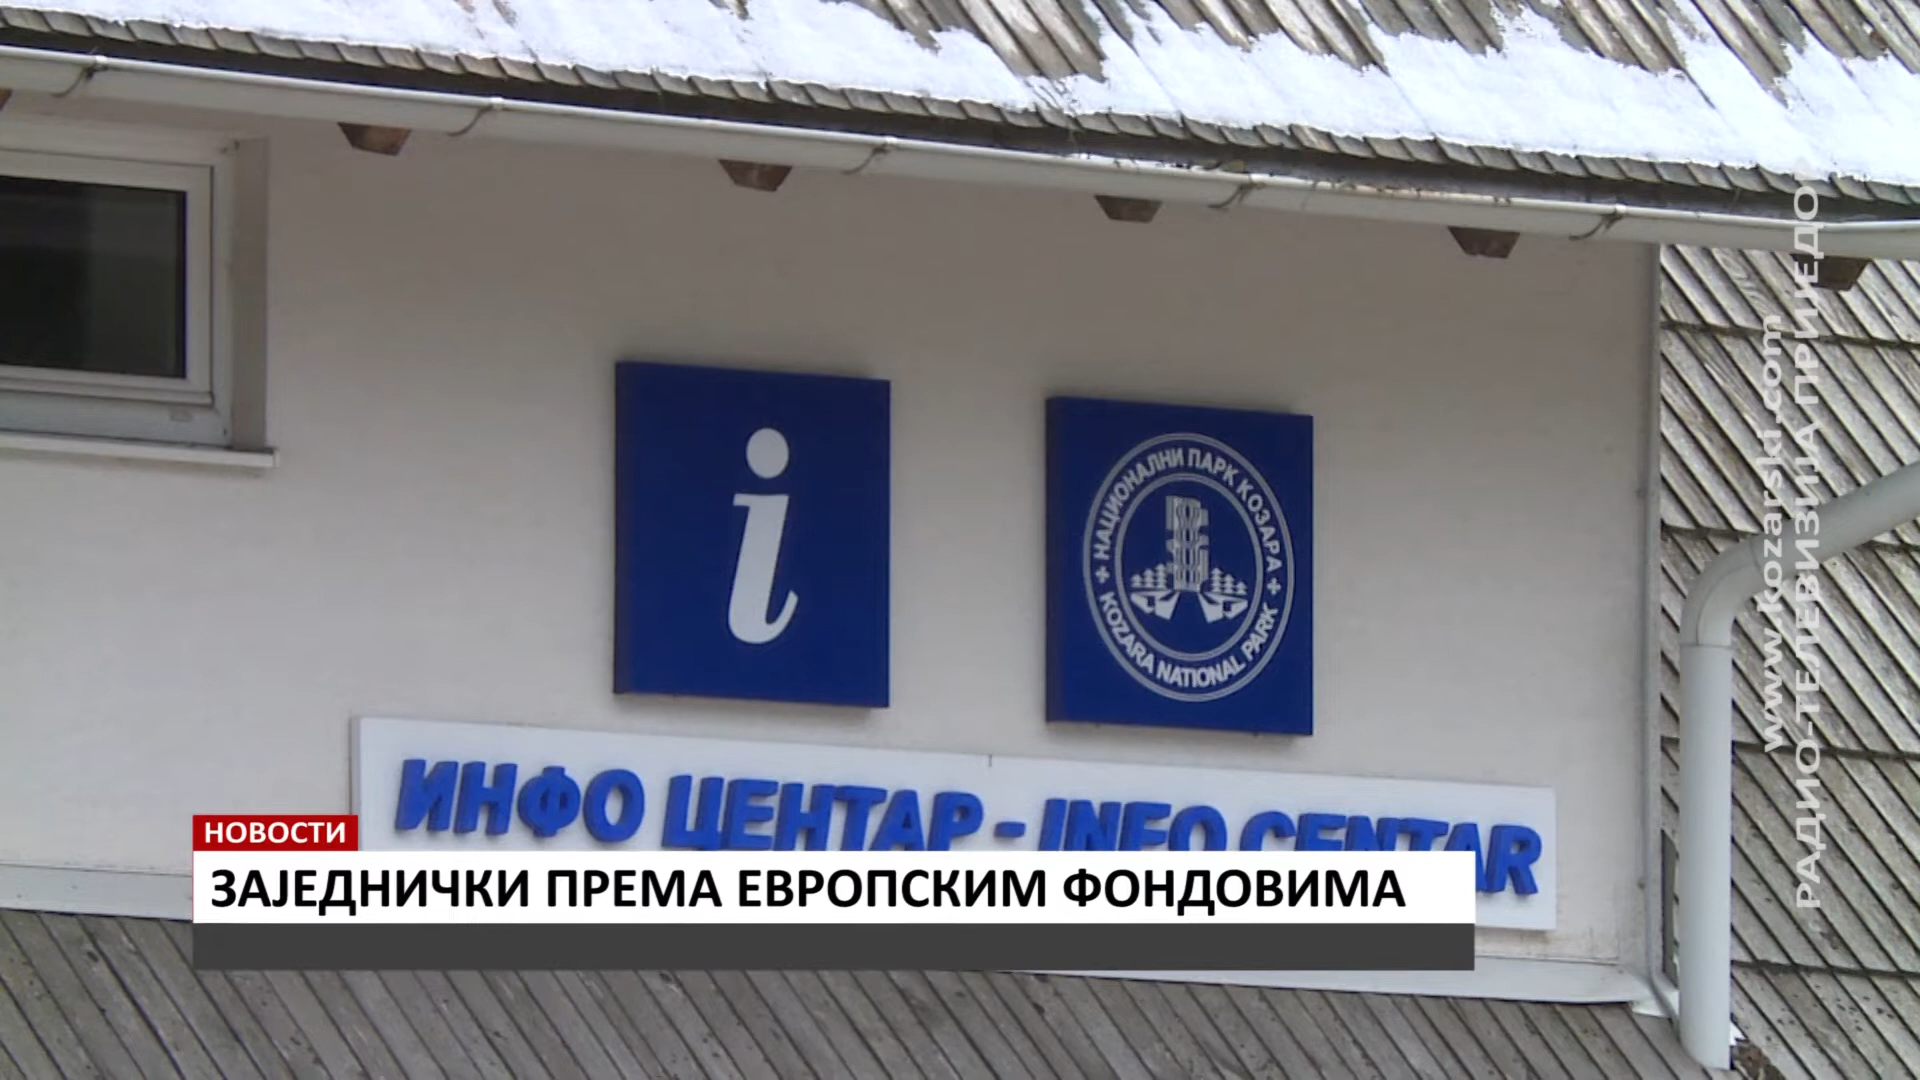 i
НАЦИОНАЛНИ ПАРК КОЗАРА
KOZARA NATIONAL PARK
ИНФО ЦЕНТАР - INFO CENTAR
НОВОСТИ
ЗАЈЕДНИЧКИ ПРЕМА ЕВРОПСКИМ ФОНДОВИМА
www.kozarski.com
РАДИО-ТЕЛЕВИЗИЈА ПРИЈЕДОР